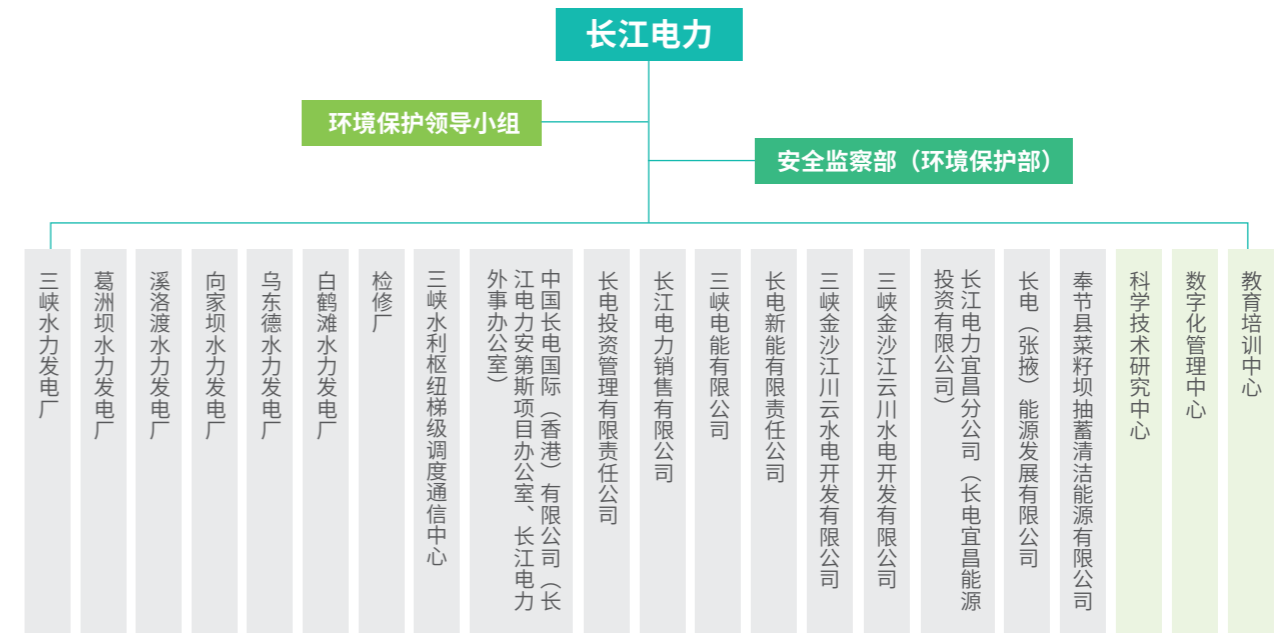 长江电力
环境保护领导小组
安全监察部（环境保护部）
三峡水力发电厂
葛洲坝水力发电厂
溪洛渡水力发电厂
向家坝水力发电厂
乌东德水力发电厂
白鹤滩水力发电厂
检修厂
三峡水利枢纽梯级调度通信中心
中国长电国际（香港）有限公司（长
江电力安第斯项目办公室、长江电力
外事办公室）
长电投资管理有限责任公司
长江电力销售有限公司
三峡电能有限公司
长电新能有限责任公司
三峡金沙江川云水电开发有限公司
三峡金沙江云川水电开发有限公司
长江电力宜昌分公司（长电宜昌能源
投资有限公司）
长电（张掖）能源发展有限公司
奉节县菜籽坝抽蓄清洁能源有限公司
科学技术研究中心
数字化管理中心
教育培训中心